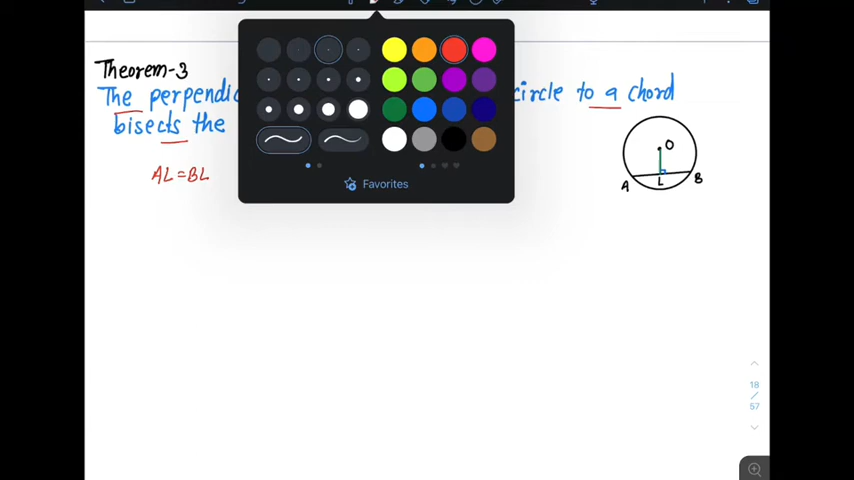 Theorem-3
The perpendic circle to a chord
bisects the
AL=BL
O
A L B
Favorites
18
/
57